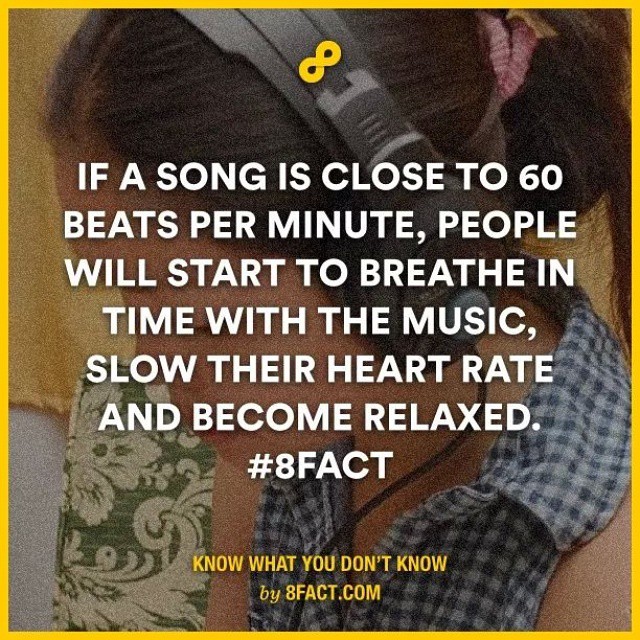 IF A SONG IS CLOSE TO 60
BEATS PER MINUTE, PEOPLE
WILL START TO BREATHE IN
TIME WITH THE MUSIC,
SLOW THEIR HEART RATE
AND BECOME RELAXED.
#8FACT
KNOW WHAT YOU DON'T KNOW
by 8FACT.COM